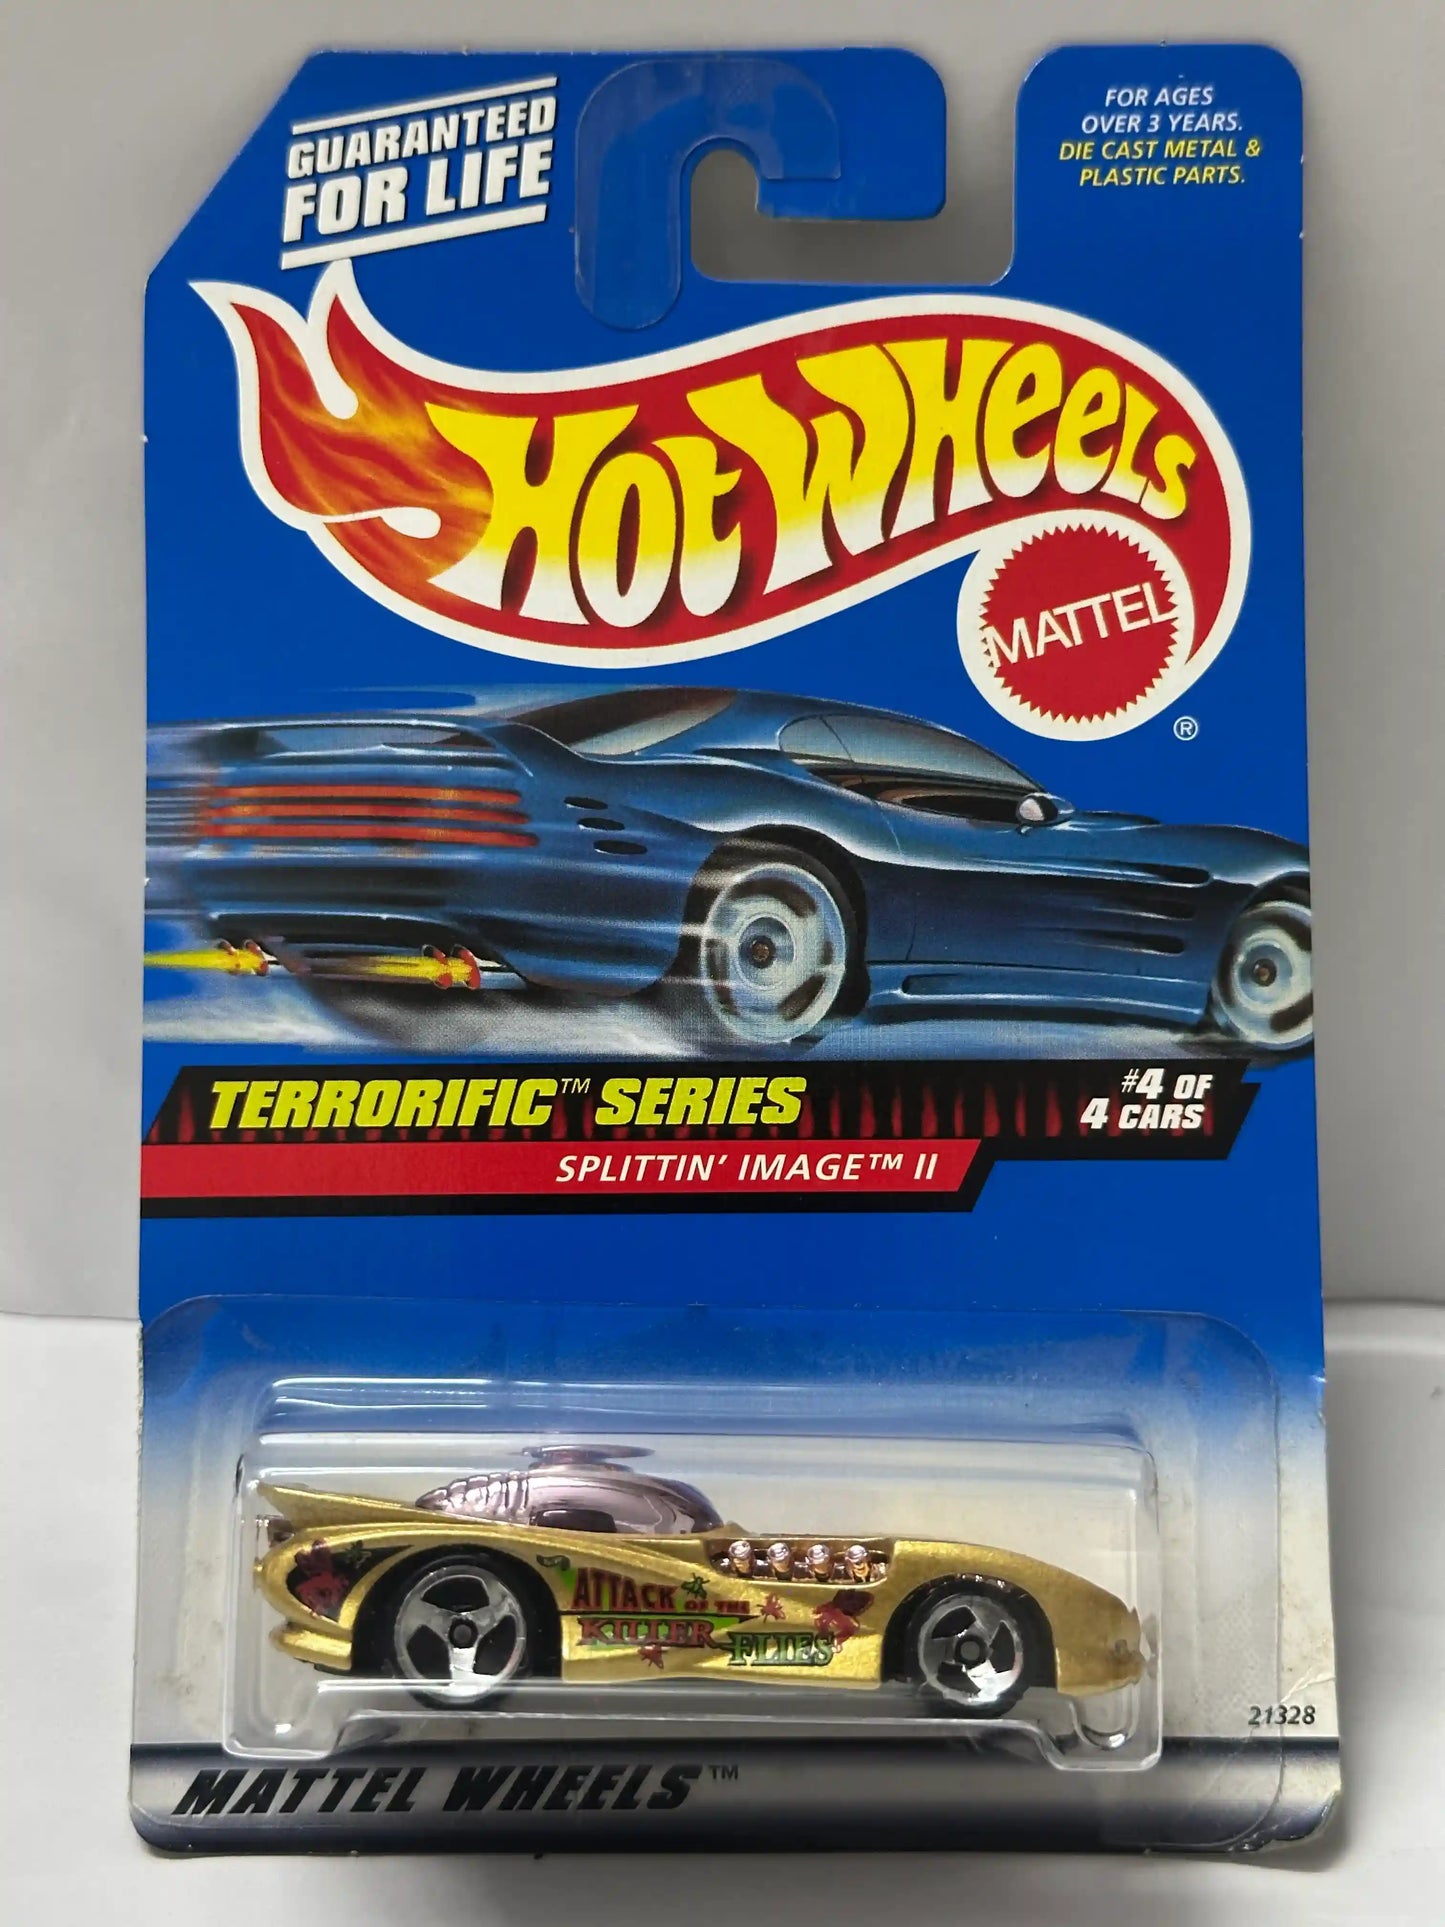 GUARANTEED
FOR LIFE
FOR AGES
OVER 3 YEARS.
DIE CAST METAL &
PLASTIC PARTS.
HOT WHEELS
MATTEL
®
TERRORIFIC™ SERIES
#4 OF
4 CARS
SPLITTIN' IMAGE™ II
ATTACK OF THE
KILLER FLIES
21328
MATTEL WHEELS™